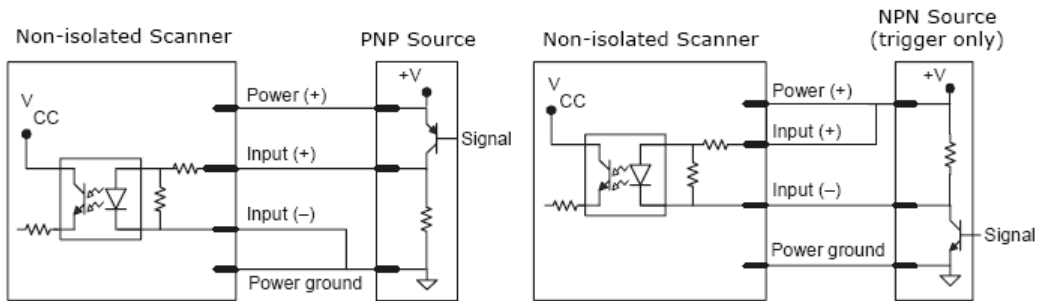 Non-isolated Scanner
PNP Source
+V
V
CC
Power (+)
Signal
Input (+)
Input (–)
Power ground
Non-isolated Scanner
NPN Source
(trigger only)
+V
V
CC
Power (+)
Input (+)
Input (–)
Signal
Power ground